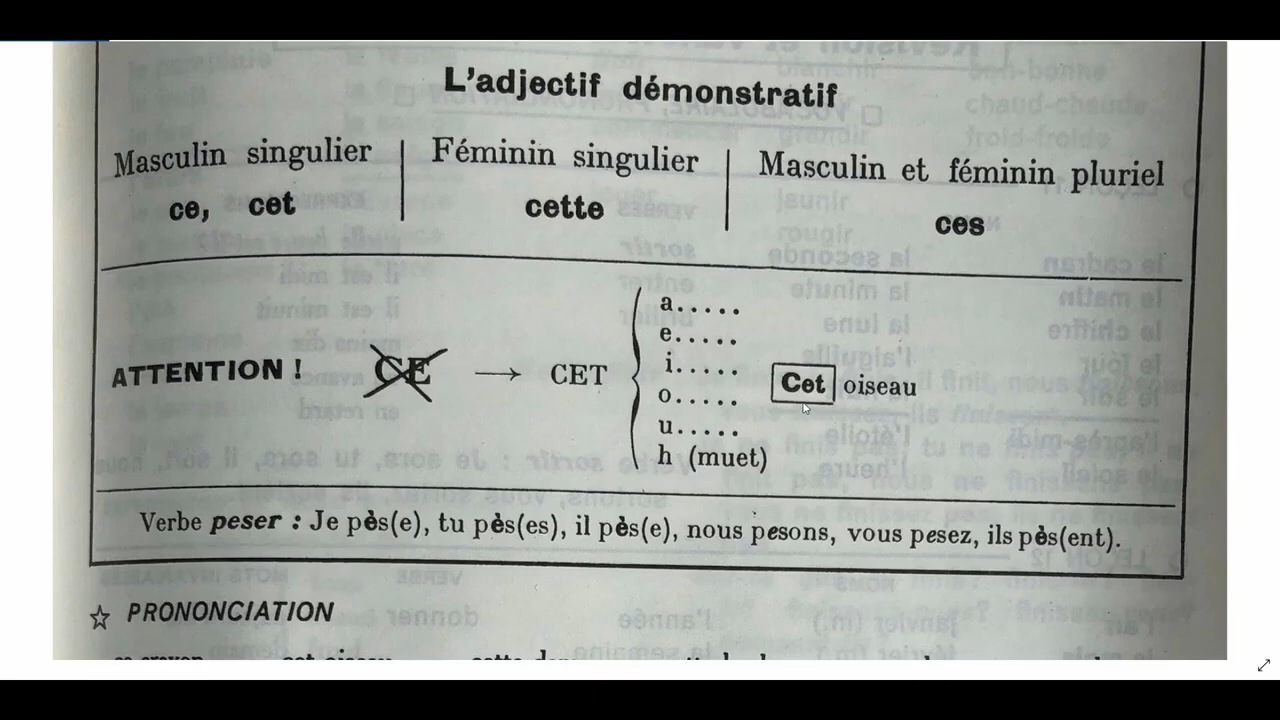 L'adjectif démonstratif
Masculin singulier
ce, cet
Féminin singulier
cette
Masculin et féminin pluriel
ces
ATTENTION !
CE → CET
a.....
e.....
i.....
o.....
u.....
h (muet)
Cet oiseau
Verbe peser : Je pès(e), tu pès(es), il pès(e), nous pesons, vous pesez, ils pès(ent).
☆ PRONONCIATION